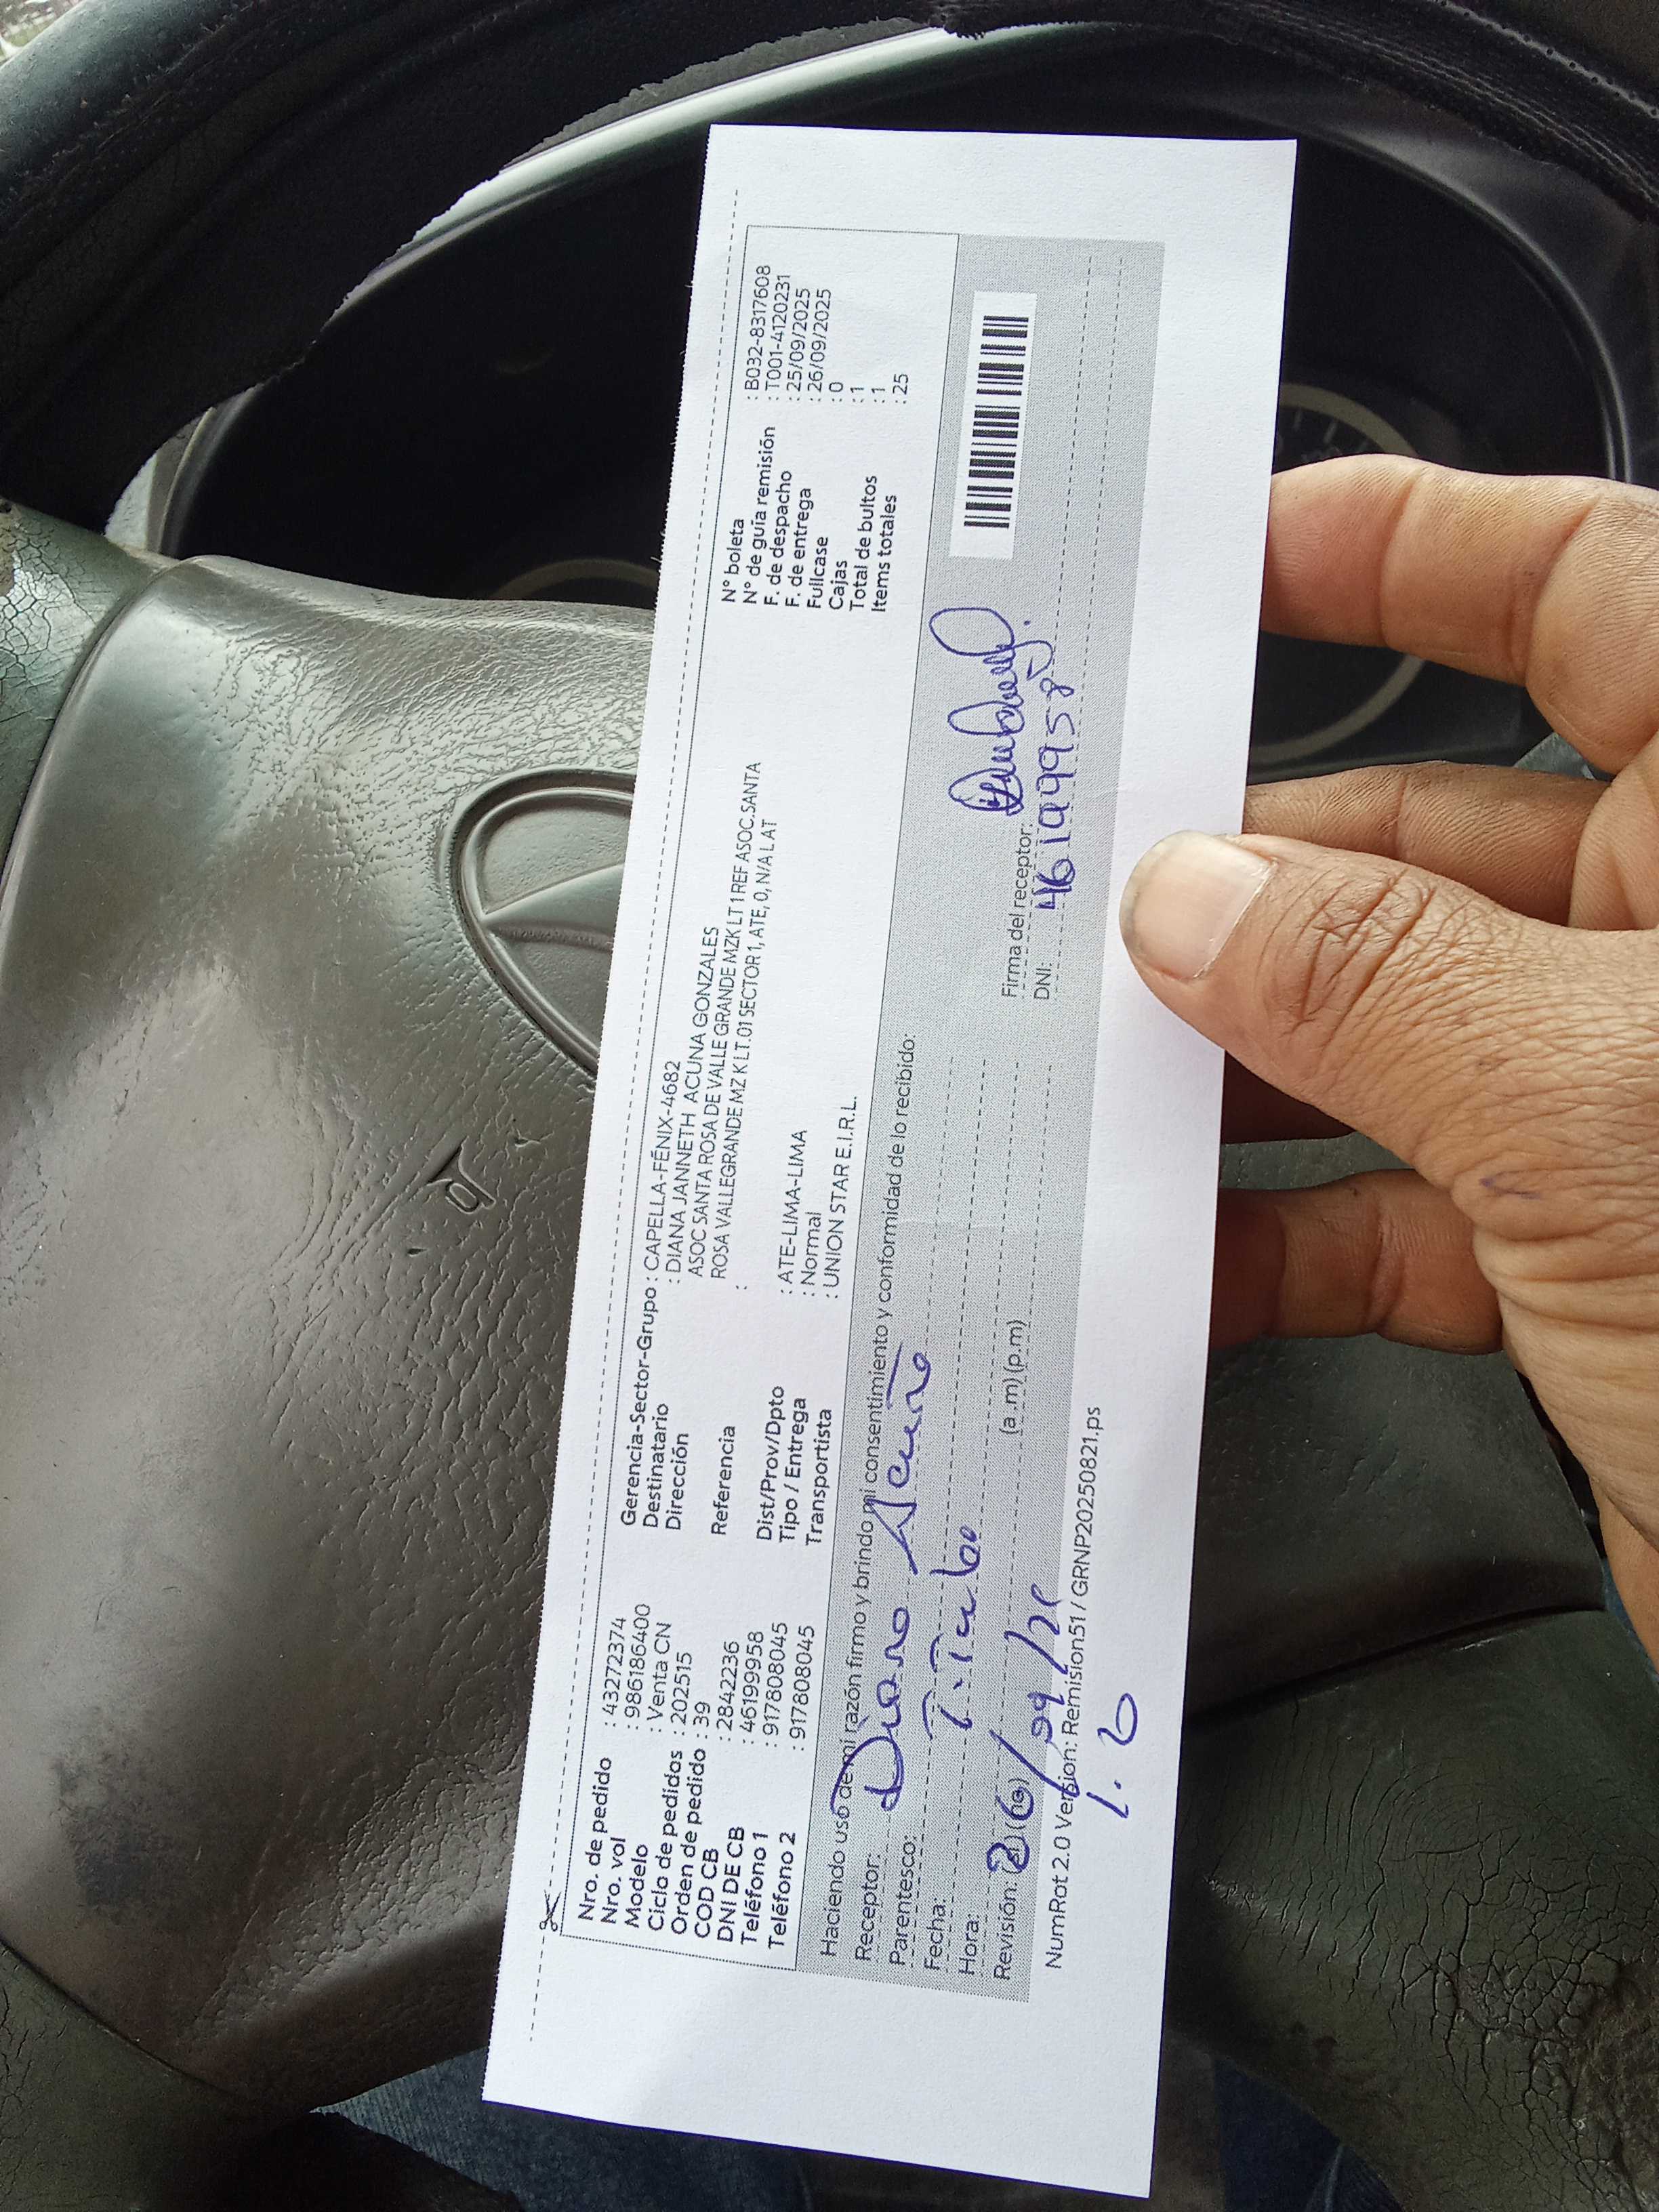 Nro. de pedido : 43272374
Nro. vol : 986186400
Modelo : Venta CN
Ciclo de pedidos : 202515
Orden de pedido : 39
COD CB : 2842236
DNI DE CB : 46199958
Teléfono 1 : 917808045
Teléfono 2 : 917808045
Gerencia-Sector-Grupo : CAPELLA-FÉNIX-4682
Destinatario : DIANA JANNETH ACUNA GONZALES
Dirección ASOC SANTA ROSA DE VALLE GRANDE MZK LT 1 REF ASOC.SANTA
ROSA VALLEGRANDE MZ K LT.01 SECTOR 1, ATE, 0, N/A LAT
Referencia :
Dist/Prov/Dpto : ATE-LIMA-LIMA
Tipo / Entrega : Normal
Transportista : UNION STAR E.I.R.L.
N° boleta : B032-8317608
N° de guía remisión : T001-4120231
F. de despacho : 25/09/2025
F. de entrega : 26/09/2025
Fullcase : 0
Cajas : 1
Total de bultos : 1
Items totales : 25
Haciendo uso de mi razón firmo y brindo mi consentimiento y conformidad de lo recibido:
Receptor: Diana Acuña
Parentesco: Titular
Fecha:
Hora: (a .m) (p.m)
Revisión: 26/09/25
Firma del receptor:
DNI: 46199958
NumRot 2.0 Version: Remision51 / GRNP20250821.ps